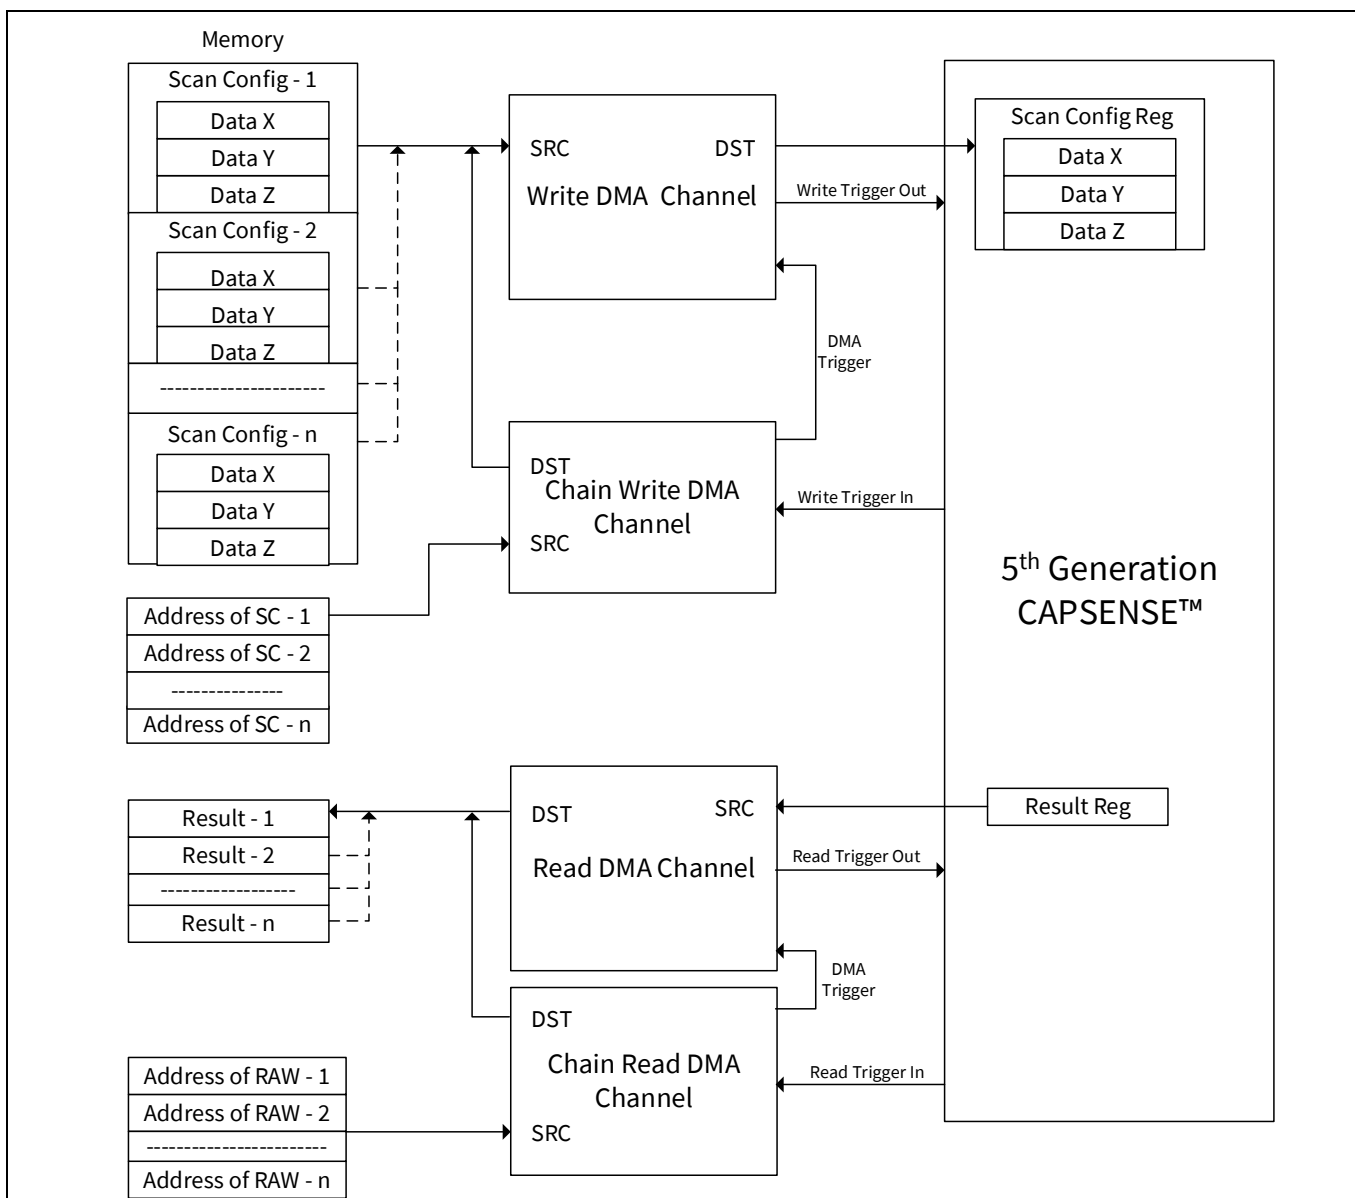 Memory
Scan Config - 1
Data X
Data Y
Data Z
Scan Config - 2
Data X
Data Y
Data Z
----------------------
Scan Config - n
Data X
Data Y
Data Z
Address of SC - 1
Address of SC - 2
---------------
Address of SC - n
SRC
DST
Write DMA Channel
Write Trigger Out
Scan Config Reg
Data X
Data Y
Data Z
DMA
Trigger
DST
Chain Write DMA
Channel
SRC
Write Trigger In
5th Generation
CAPSENSE™
Result - 1
Result - 2
------------------
Result - n
DST
SRC
Read DMA Channel
Result Reg
Read Trigger Out
DMA
Trigger
DST
Chain Read DMA
Channel
SRC
Read Trigger In
Address of RAW - 1
Address of RAW - 2
------------------------
Address of RAW - n